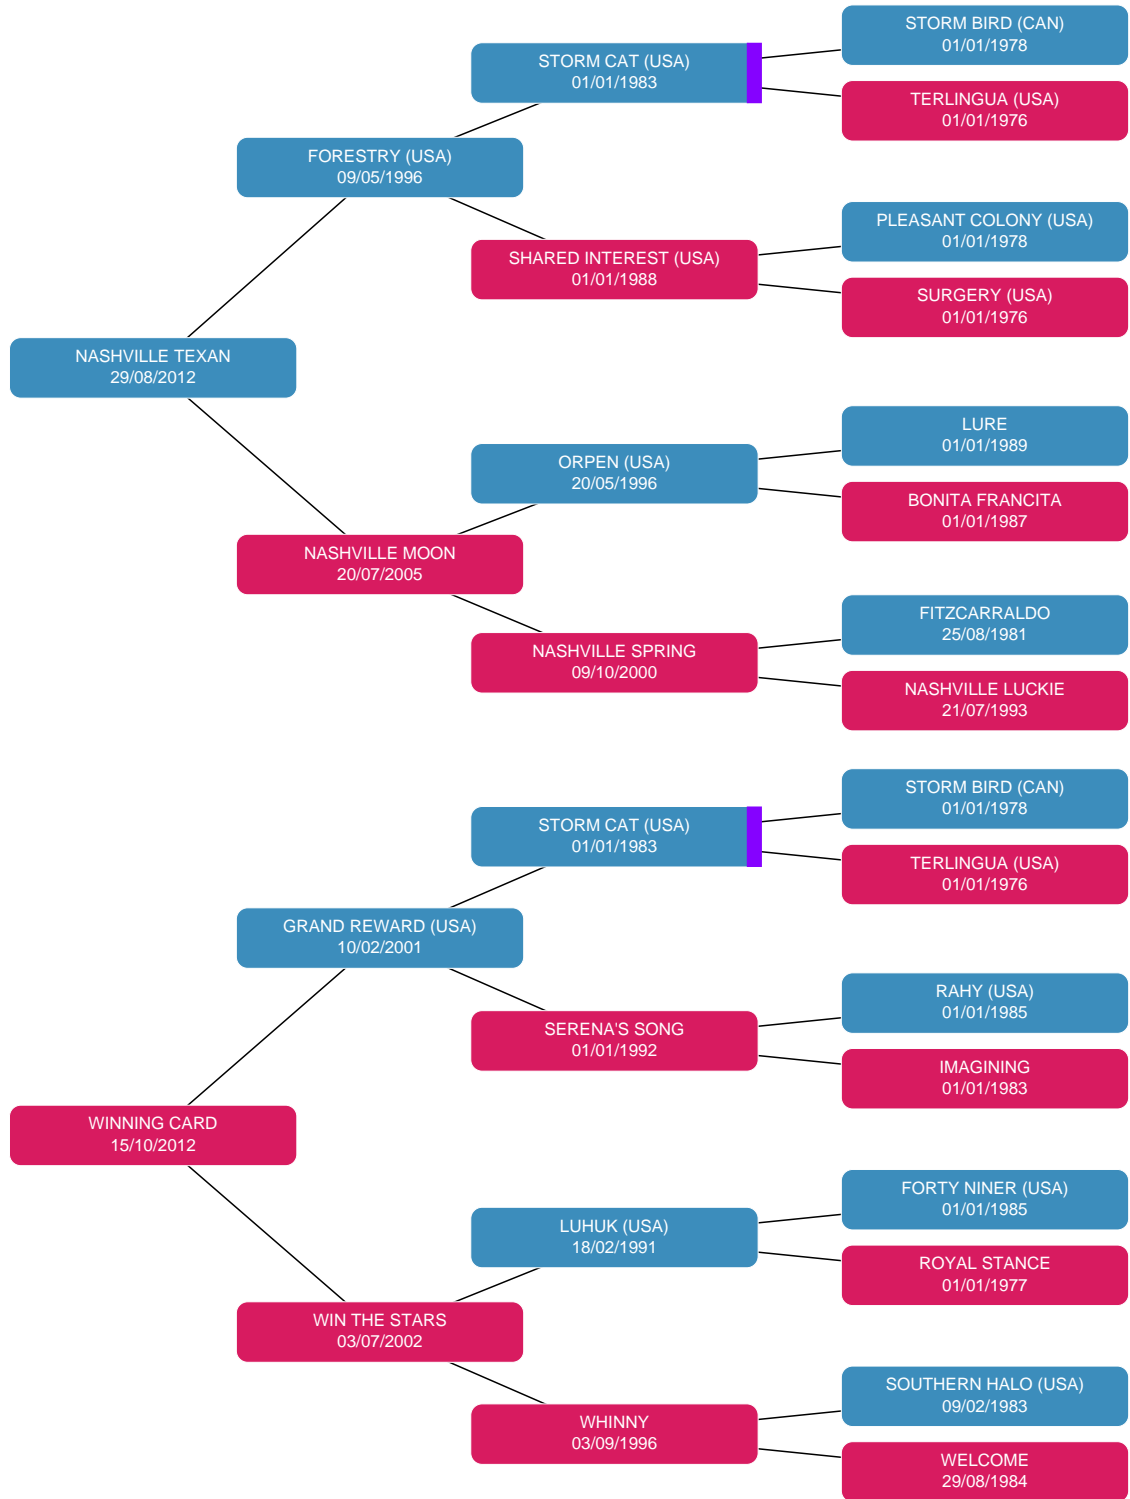 STORM BIRD (CAN)
01/01/1978
STORM CAT (USA)
01/01/1983
TERLINGUA (USA)
01/01/1976
FORESTRY (USA)
09/05/1996
PLEASANT COLONY (USA)
01/01/1978
SHARED INTEREST (USA)
01/01/1988
SURGERY (USA)
01/01/1976
NASHVILLE TEXAN
29/08/2012
LURE
01/01/1989
ORPEN (USA)
20/05/1996
BONITA FRANCITA
01/01/1987
NASHVILLE MOON
20/07/2005
FITZCARRALDO
25/08/1981
NASHVILLE SPRING
09/10/2000
NASHVILLE LUCKIE
21/07/1993
STORM BIRD (CAN)
01/01/1978
STORM CAT (USA)
01/01/1983
TERLINGUA (USA)
01/01/1976
GRAND REWARD (USA)
10/02/2001
RAHY (USA)
01/01/1985
SERENA'S SONG
01/01/1992
IMAGINING
01/01/1983
WINNING CARD
15/10/2012
FORTY NINER (USA)
01/01/1985
LUHUK (USA)
18/02/1991
ROYAL STANCE
01/01/1977
WIN THE STARS
03/07/2002
SOUTHERN HALO (USA)
09/02/1983
WHINNY
03/09/1996
WELCOME
29/08/1984